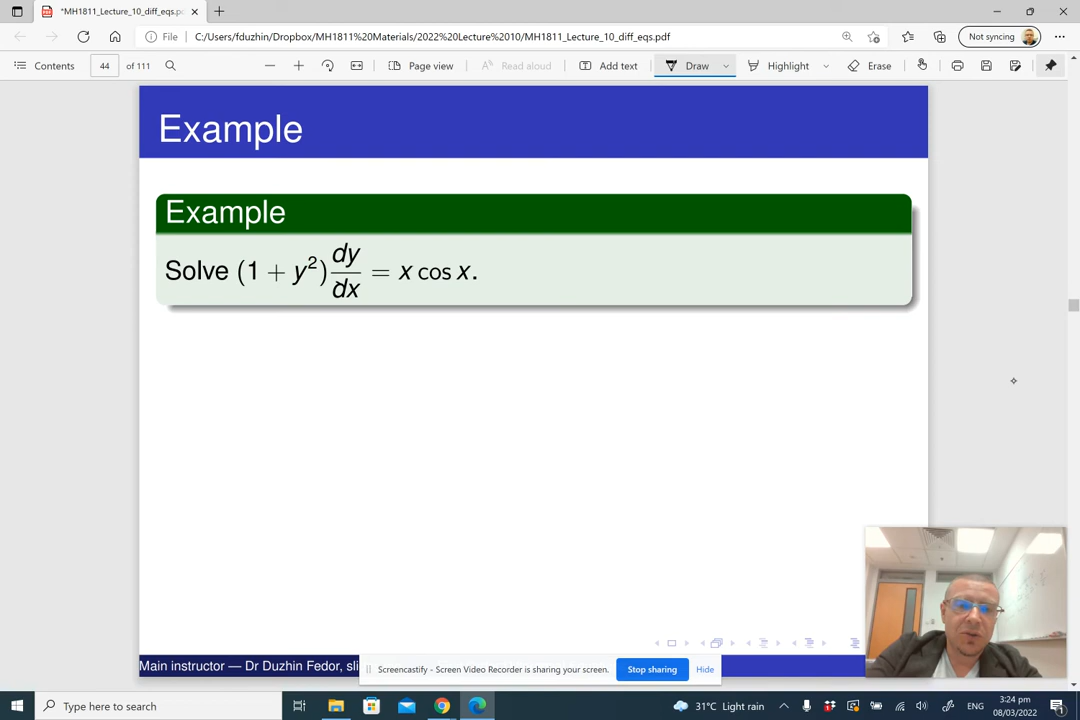 *MH1811_Lecture_10_diff_eqs.pdf
File C:/Users/fduzhin/Dropbox/MH1811%20Materials/2022%20Lecture%2010/MH1811_Lecture_10_diff_eqs.pdf Not syncing
Contents 44 of 111 Page view Read aloud Add text Draw Highlight Erase
Example
Example
Solve (1 + y²) dy/dx = x cos x.
Main instructor — Dr Duzhin Fedor, sli
Screencastify - Screen Video Recorder is sharing your screen. Stop sharing Hide
Type here to search 31°C Light rain ENG 3:24 pm
08/03/2022